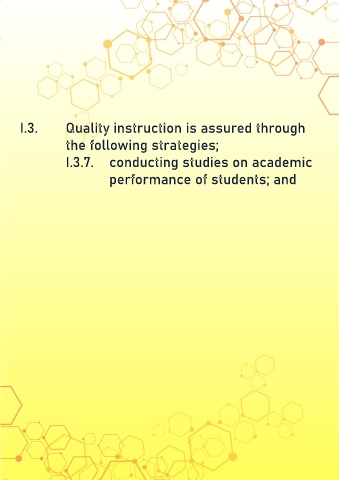 I.3. Quality instruction is assured through
the following strategies;
I.3.7. conducting studies on academic
performance of students; and